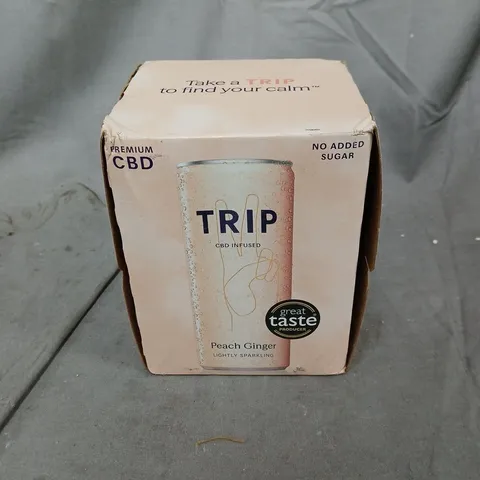 Take a TRIP
to find your calm™
PREMIUM
CBD
NO ADDED
SUGAR
TRIP
CBD INFUSED
great
taste
PRODUCER
Peach Ginger
LIGHTLY SPARKLING